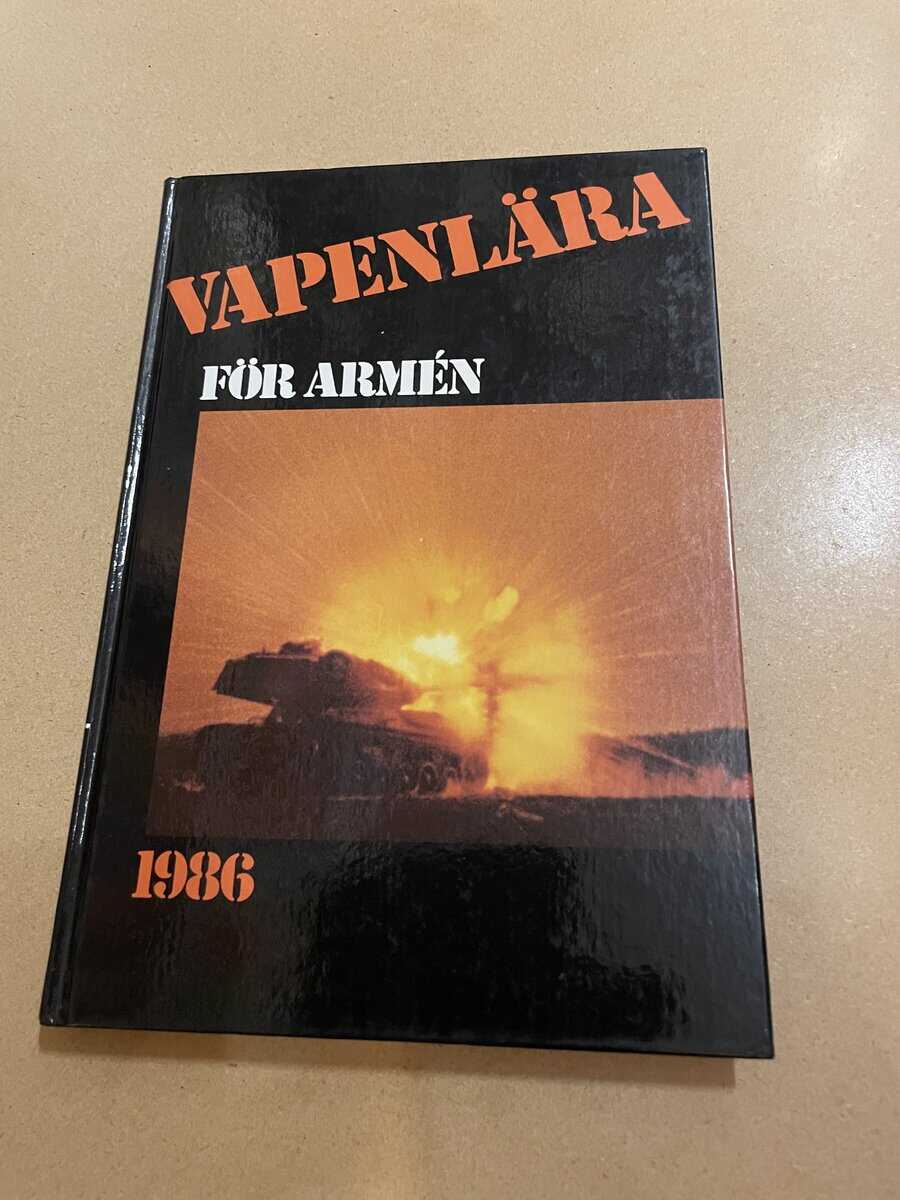 VAPENLÄRA
FÖR ARMÉN
1986